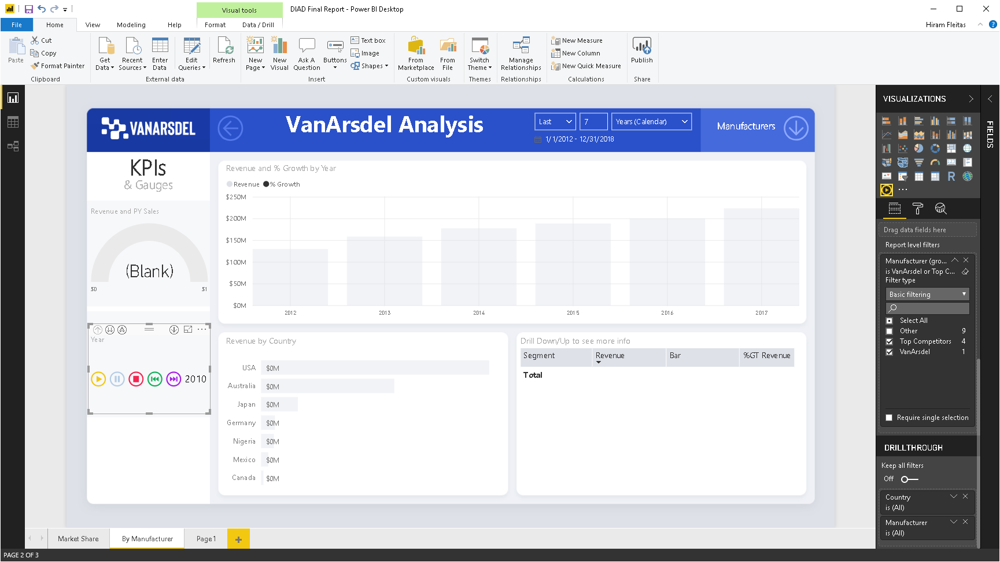 Visual tools
DIAD Final Report - Power BI Desktop
File
Home
View
Modeling
Help
Format
Data / Drill
Hiram Fleitas
Paste
Cut
Copy
Format Painter
Clipboard
Get Data
Recent Sources
Enter Data
Edit Queries
External data
Refresh
New Page
New Visual
Ask A Question
Buttons
Text box
Image
Shapes
Insert
From Marketplace
From File
Custom visuals
Switch Theme
Themes
Manage Relationships
Relationships
New Measure
New Column
New Quick Measure
Calculations
Publish
Share
VANARSDEL
VanArsdel Analysis
Last
7
Years (Calendar)
1/1/2012 - 12/31/2018
Manufacturers
KPIs
& Gauges
Revenue and PY Sales
(Blank)
$0
$1
Year
2010
Revenue and % Growth by Year
Revenue
% Growth
$250M
$200M
$150M
$100M
$50M
$0M
2012
2013
2014
2015
2016
2017
Revenue by Country
USA $0M
Australia $0M
Japan $0M
Germany $0M
Nigeria $0M
Mexico $0M
Canada $0M
Drill Down/Up to see more info
Segment Revenue Bar %GT Revenue
Total
VISUALIZATIONS
FIELDS
R
Drag data fields here
Report level filters
Manufacturer (gro...
is VanArsdel or Top C...
Filter type
Basic filtering
Select All
Other 9
Top Competitors 4
VanArsdel 1
Require single selection
DRILLTHROUGH
Keep all filters
Off
Country
is (All)
Manufacturer
is (All)
Market Share
By Manufacturer
Page 1
PAGE 2 OF 3